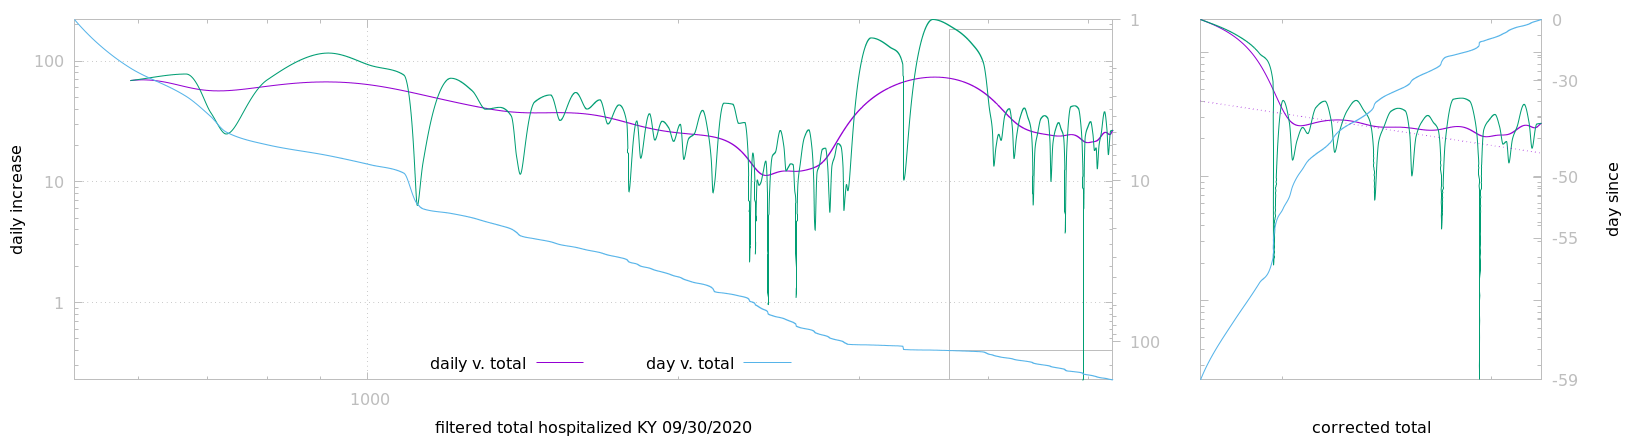 daily increase
100
10
1
1000
filtered total hospitalized KY 09/30/2020
daily v. total
day v. total
1
10
100
corrected total
0
-30
-50
-55
-59
day since